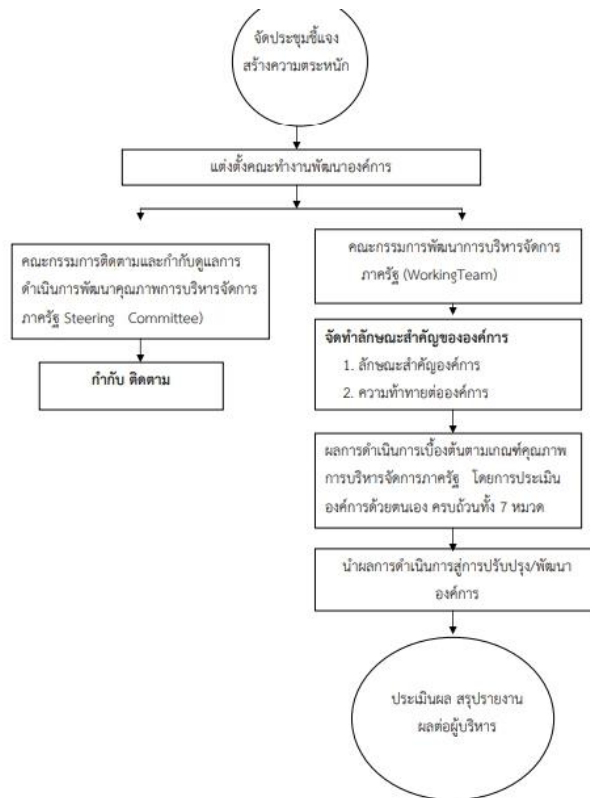 จัดประชุมชี้แจง
สร้างความตระหนัก
แต่งตั้งคณะทำงานพัฒนาองค์การ
คณะกรรมการติดตามและกำกับดูแลการ
ดำเนินการพัฒนาคุณภาพการบริหารจัดการ
ภาครัฐ Steering Committee)
กำกับ ติดตาม
คณะกรรมการพัฒนาการบริหารจัดการ
ภาครัฐ (WorkingTeam)
จัดทำลักษณะสำคัญขององค์การ
1. ลักษณะสำคัญองค์การ
2. ความท้าทายต่อองค์การ
ผลการดำเนินการเบื้องต้นตามเกณฑ์คุณภาพ
การบริหารจัดการภาครัฐ โดยการประเมิน
องค์การด้วยตนเอง ครบถ้วนทั้ง 7 หมวด
นำผลการดำเนินการสู่การปรับปรุง/พัฒนา
องค์การ
ประเมินผล สรุปรายงาน
ผลต่อผู้บริหาร